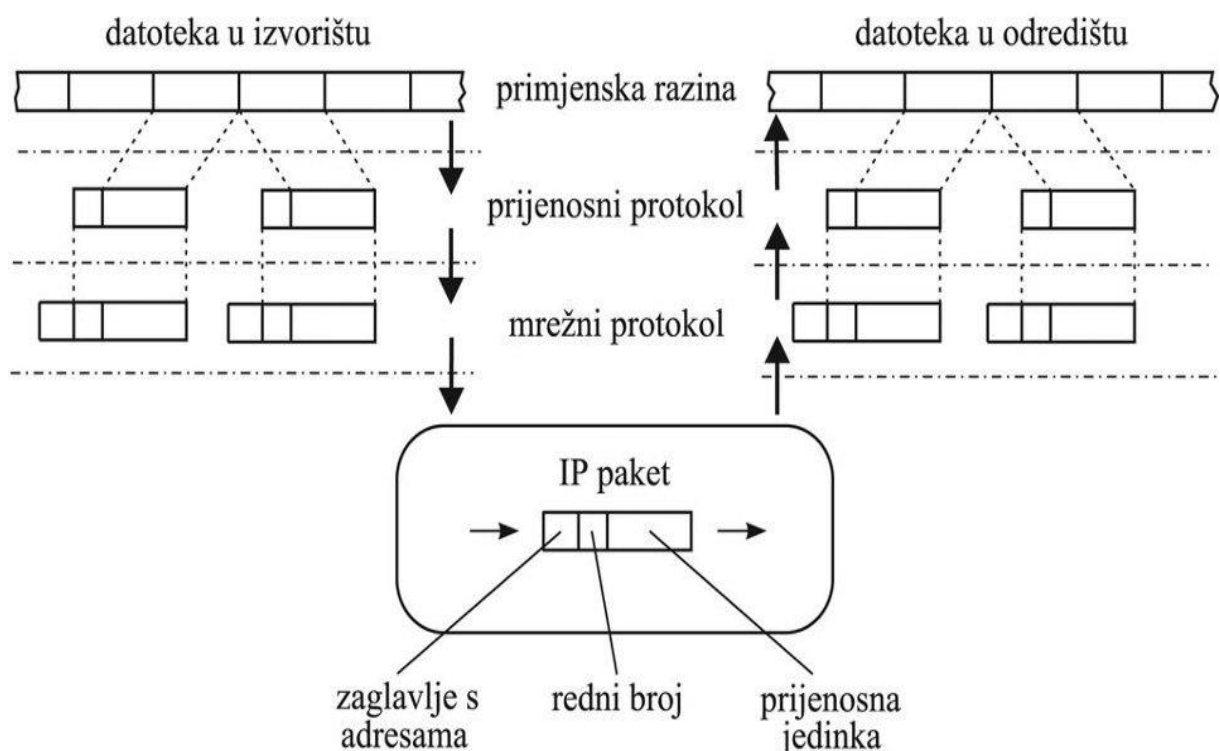 datoteka u izvorištu
datoteka u odredištu
primjenska razina
prijenosni protokol
mrežni protokol
IP paket
zaglavlje s
adresama
redni broj
prijenosna
jedinka